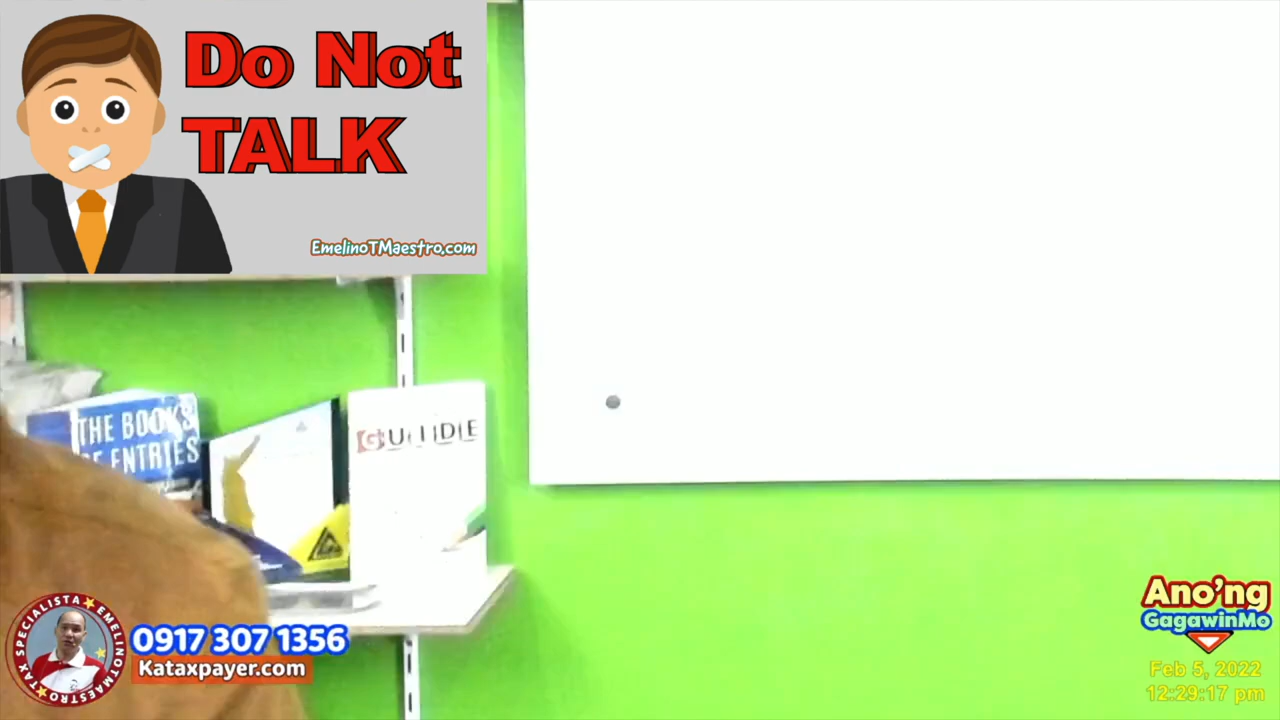 Do Not
TALK
EmelinoTMaestro.com
THE BOOKS
OF ENTRIES
GUIDE
TAX SPECIALISTA EMELINOTMAESTRO
0917 307 1356
Kataxpayer.com
Ano'ng
GagawinMo
Feb 5, 2022
12:29:17 pm